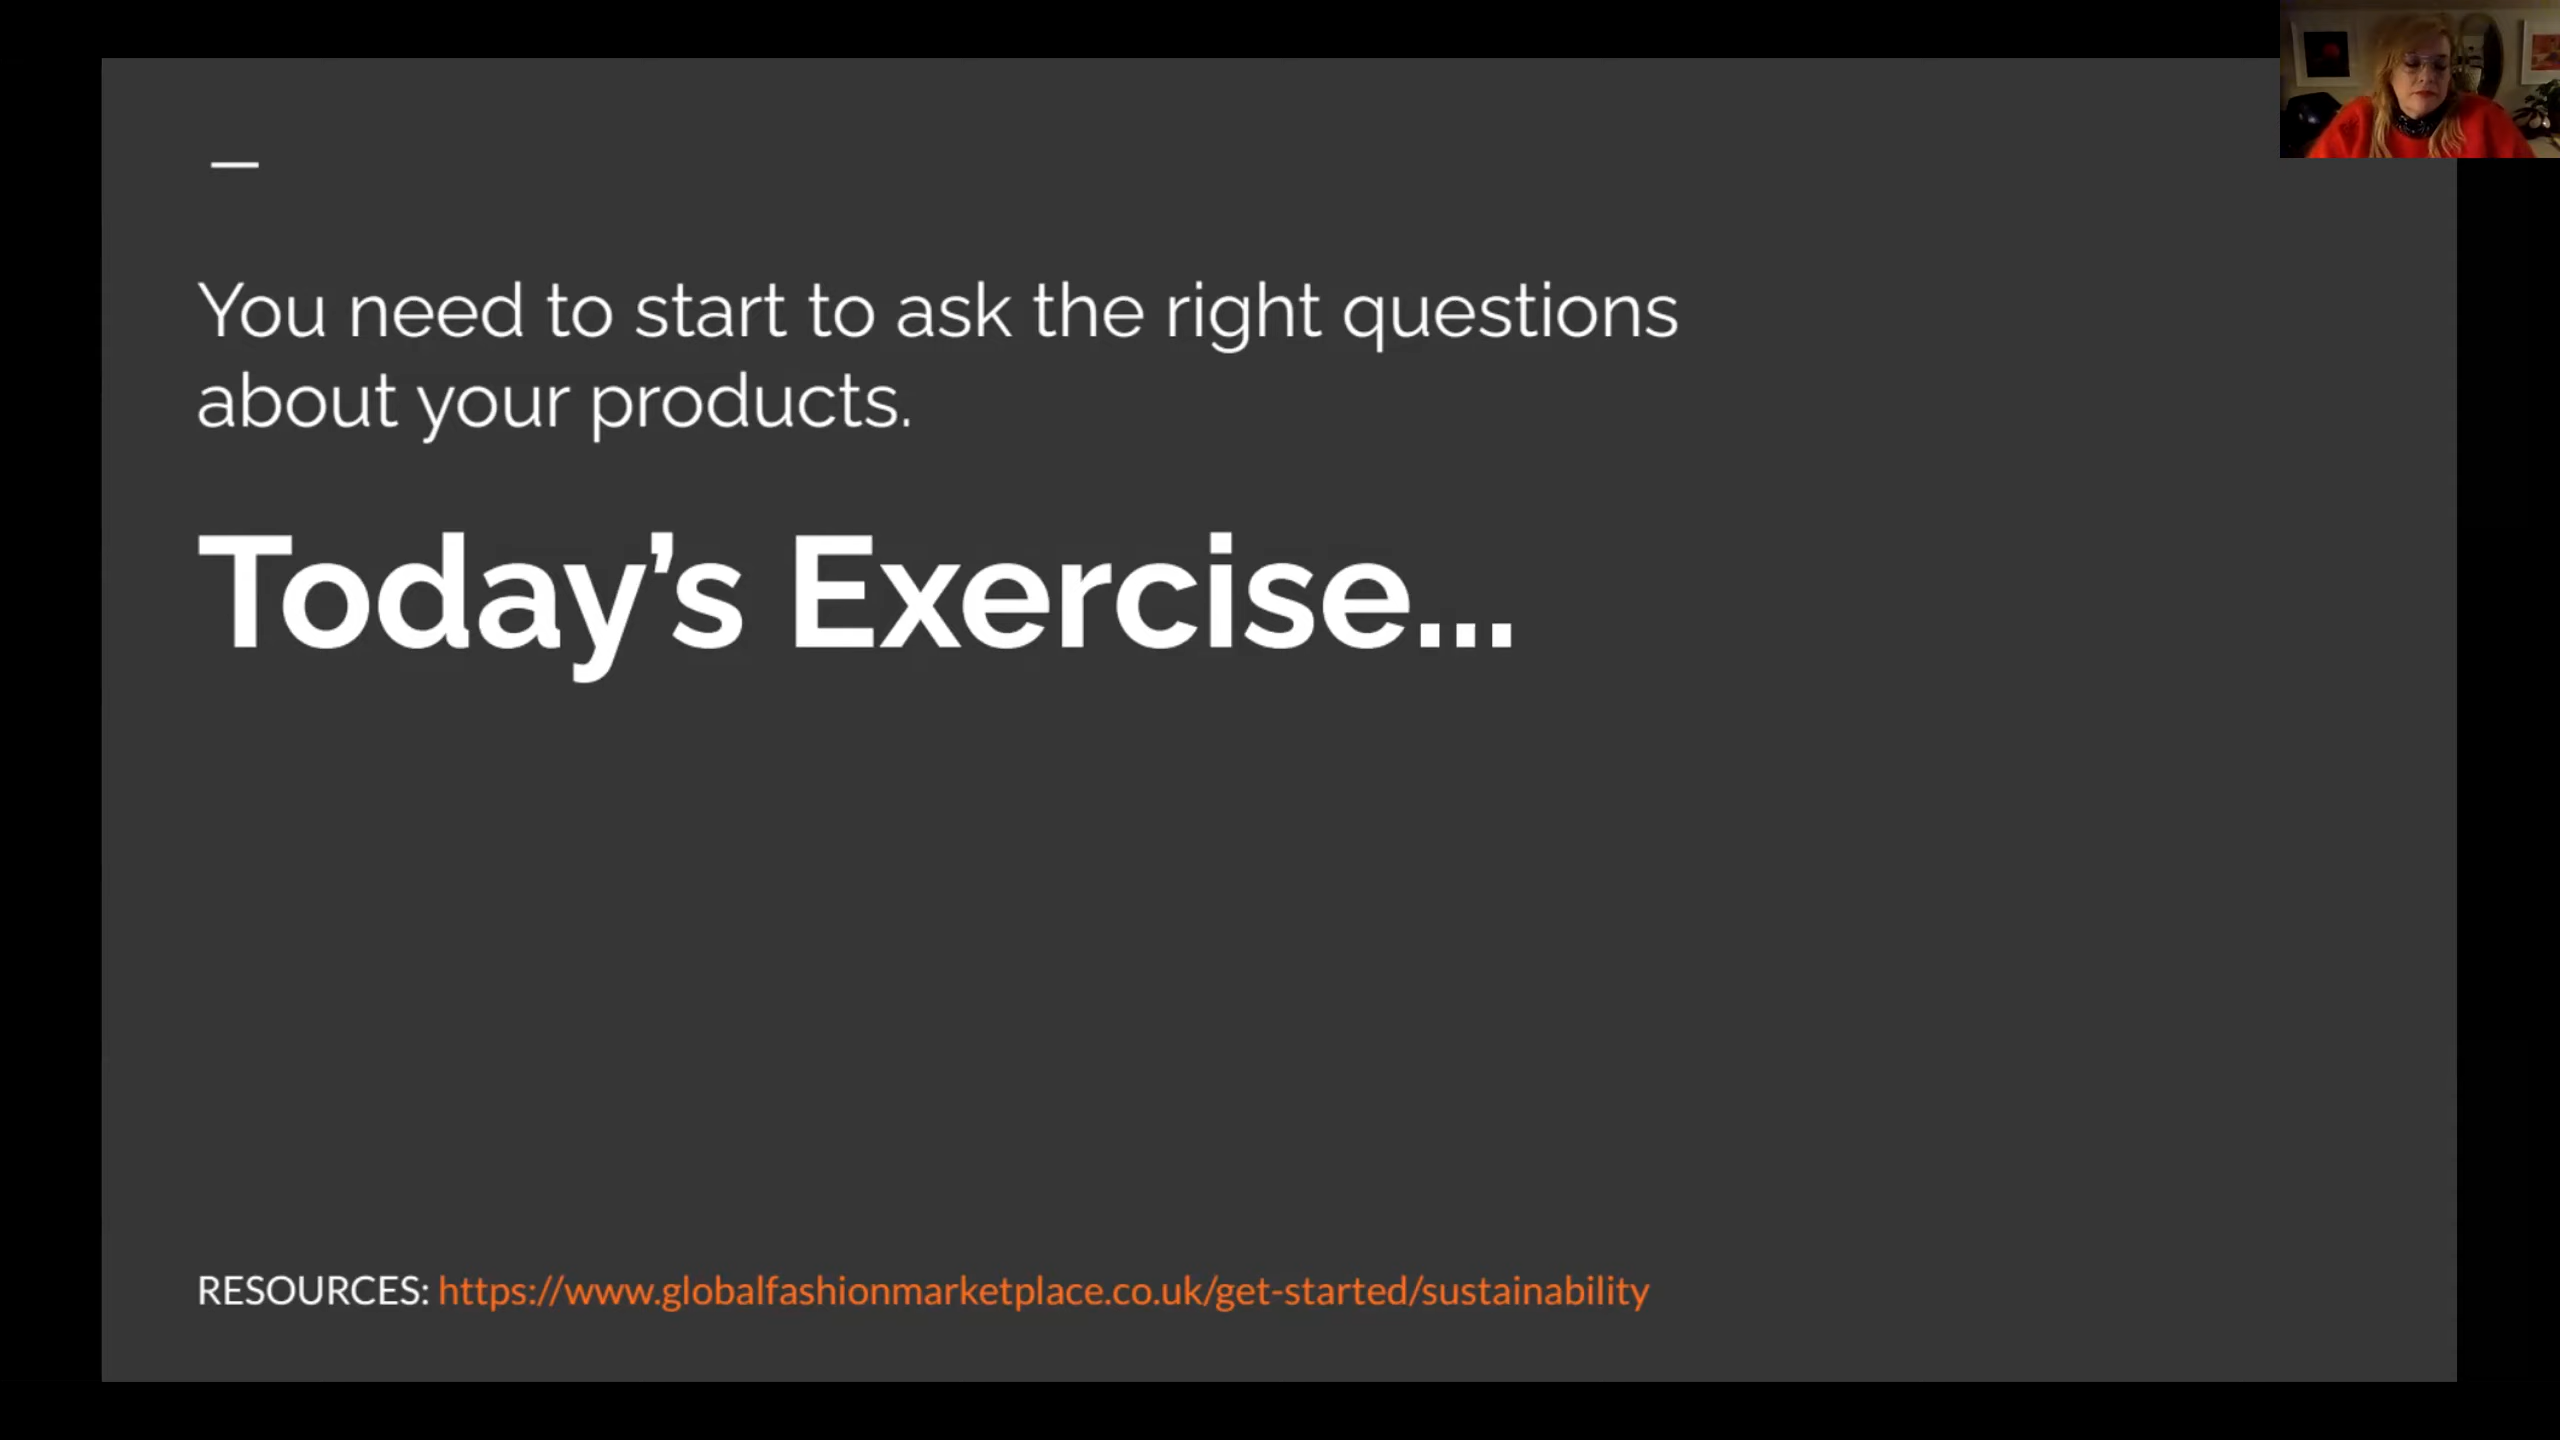 You need to start to ask the right questions
about your products.
Today’s Exercise...
RESOURCES: https://www.globalfashionmarketplace.co.uk/get-started/sustainability